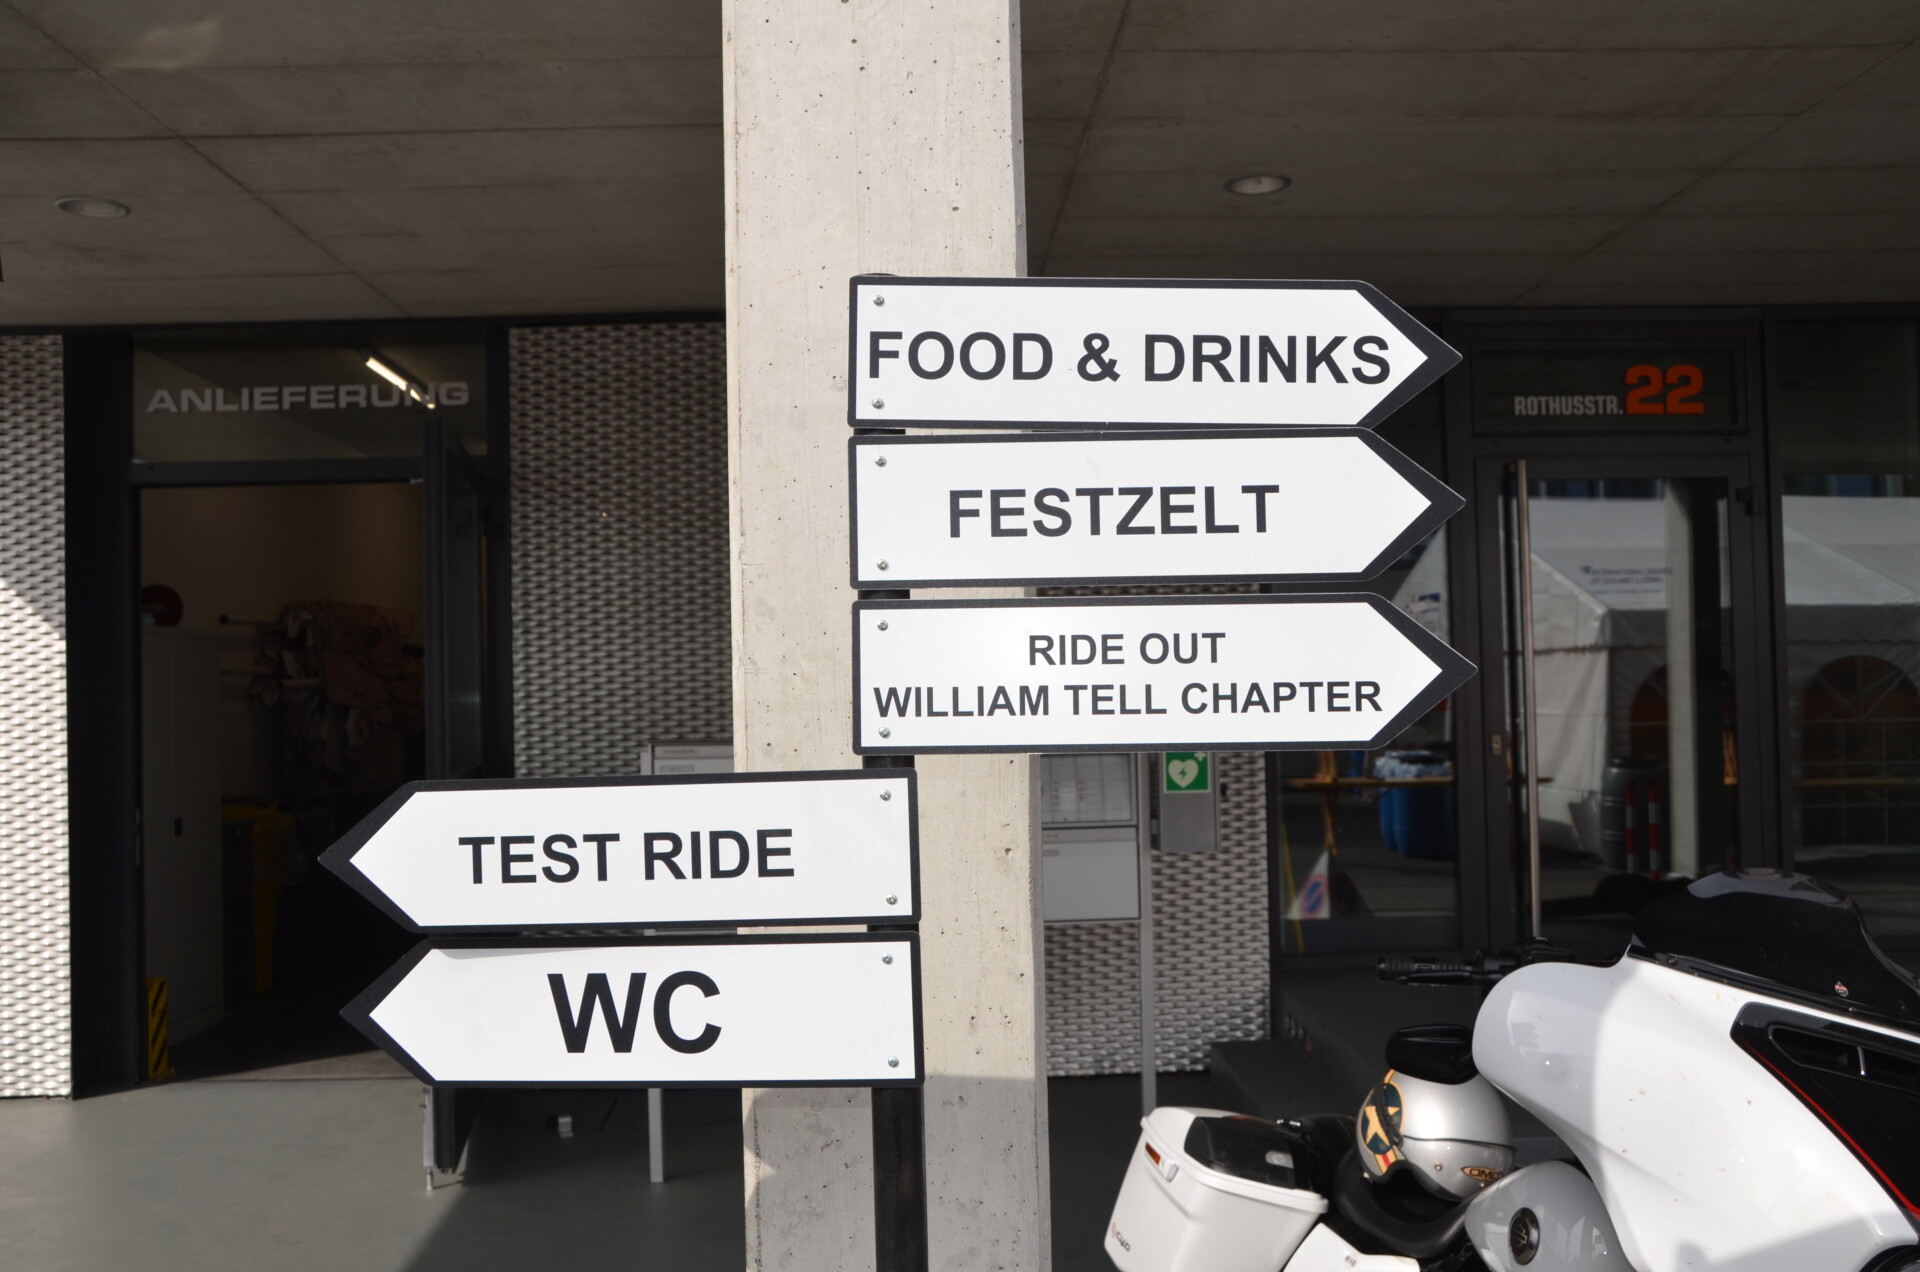 ANLIEFERUNG
FOOD & DRINKS
ROTHUSSTR. 22
FESTZELT
RIDE OUT
WILLIAM TELL CHAPTER
TEST RIDE
WC